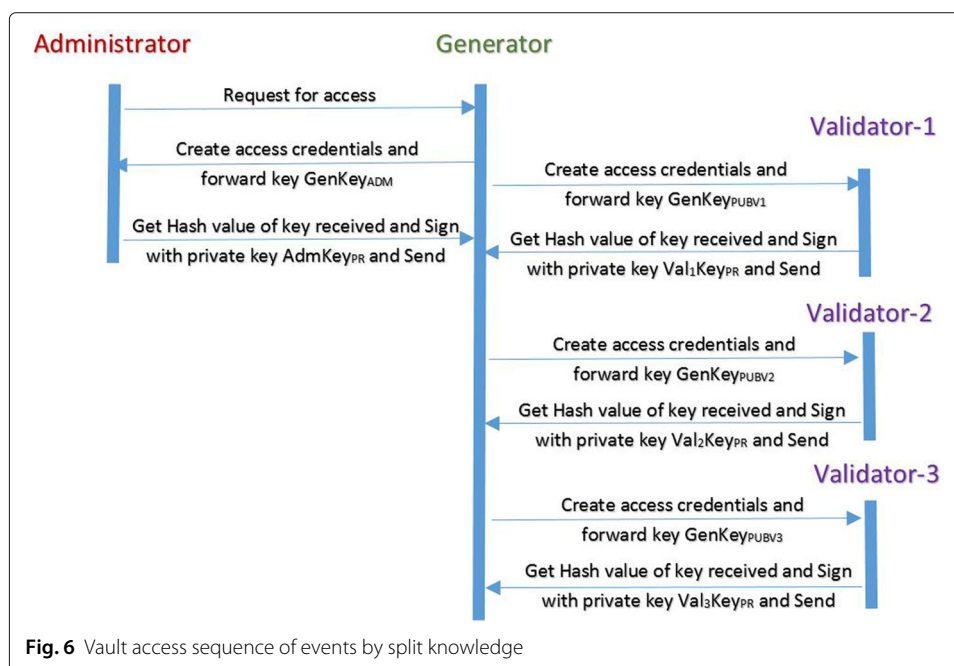 Administrator
Generator
Request for access
Validator-1
Create access credentials and
forward key GenKeyADM
Create access credentials and
forward key GenKeyPUBV1
Get Hash value of key received and Sign
with private key AdmKeyPR and Send
Get Hash value of key received and Sign
with private key Val1KeyPR and Send
Validator-2
Create access credentials and
forward key GenKeyPUBV2
Get Hash value of key received and Sign
with private key Val2KeyPR and Send
Validator-3
Create access credentials and
forward key GenKeyPUBV3
Get Hash value of key received and Sign
with private key Val3KeyPR and Send
Fig. 6 Vault access sequence of events by split knowledge